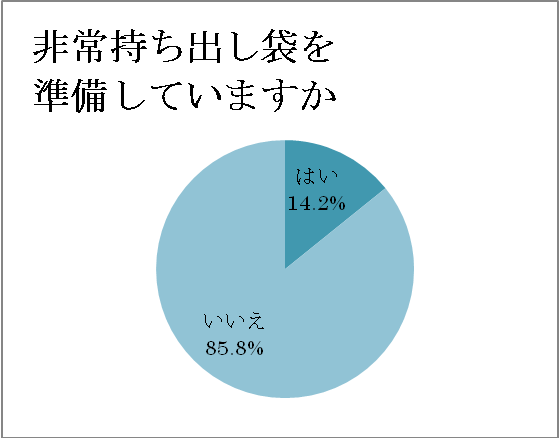 非常持ち出し袋を
準備していますか
はい
14.2%
いいえ
85.8%